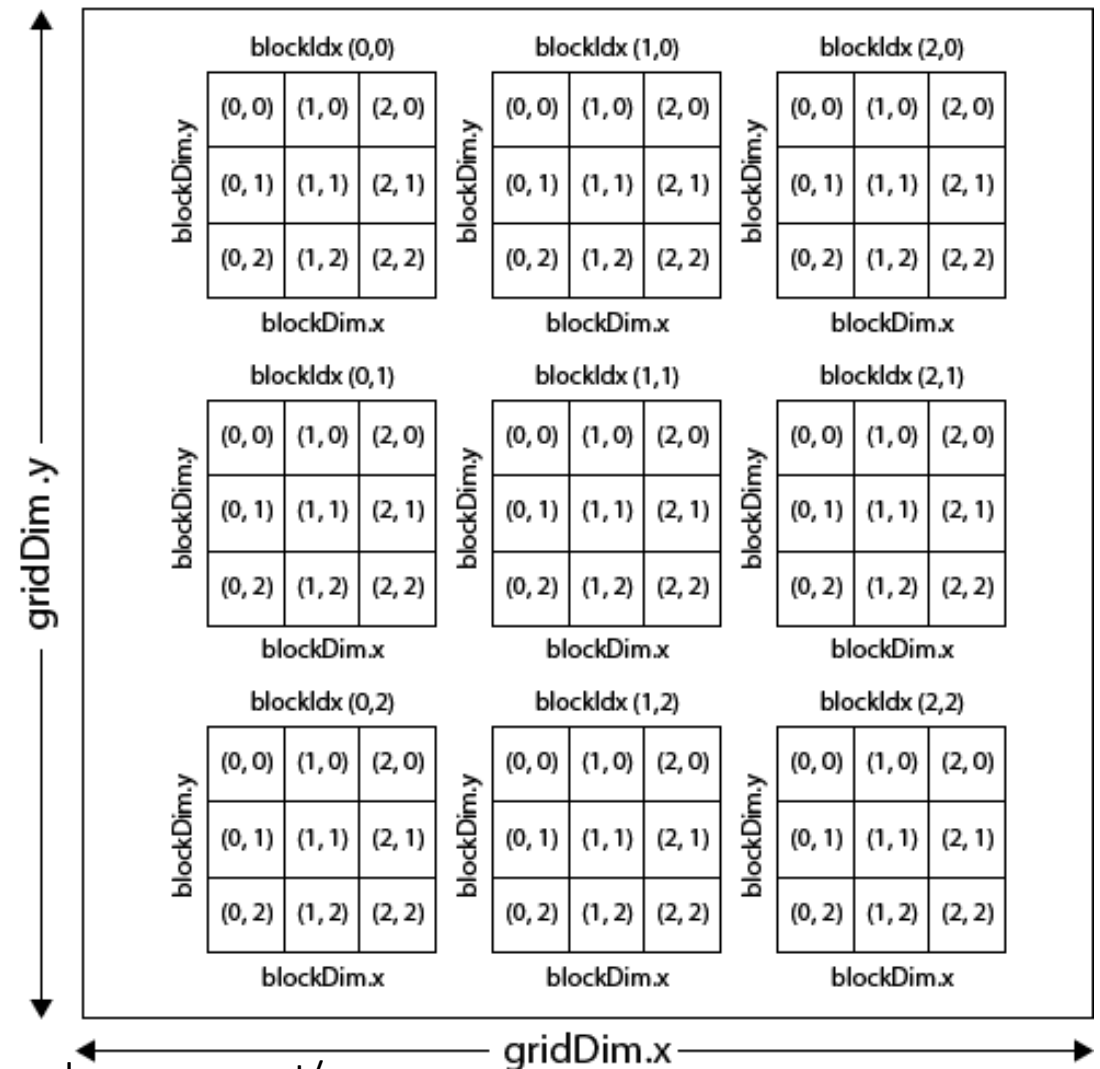 blockIdx (0,0) blockIdx (1,0) blockIdx (2,0)
blockDim.y (0, 0) (1, 0) (2, 0) blockDim.y (0, 0) (1, 0) (2, 0) blockDim.y (0, 0) (1, 0) (2, 0)
(0, 1) (1, 1) (2, 1) (0, 1) (1, 1) (2, 1) (0, 1) (1, 1) (2, 1)
(0, 2) (1, 2) (2, 2) (0, 2) (1, 2) (2, 2) (0, 2) (1, 2) (2, 2)
blockDim.x blockDim.x blockDim.x
blockIdx (0,1) blockIdx (1,1) blockIdx (2,1)
gridDim .y
blockDim.y (0, 0) (1, 0) (2, 0) blockDim.y (0, 0) (1, 0) (2, 0) blockDim.y (0, 0) (1, 0) (2, 0)
(0, 1) (1, 1) (2, 1) (0, 1) (1, 1) (2, 1) (0, 1) (1, 1) (2, 1)
(0, 2) (1, 2) (2, 2) (0, 2) (1, 2) (2, 2) (0, 2) (1, 2) (2, 2)
blockDim.x blockDim.x blockDim.x
blockIdx (0,2) blockIdx (1,2) blockIdx (2,2)
blockDim.y (0, 0) (1, 0) (2, 0) blockDim.y (0, 0) (1, 0) (2, 0) blockDim.y (0, 0) (1, 0) (2, 0)
(0, 1) (1, 1) (2, 1) (0, 1) (1, 1) (2, 1) (0, 1) (1, 1) (2, 1)
(0, 2) (1, 2) (2, 2) (0, 2) (1, 2) (2, 2) (0, 2) (1, 2) (2, 2)
blockDim.x blockDim.x blockDim.x
gridDim.x